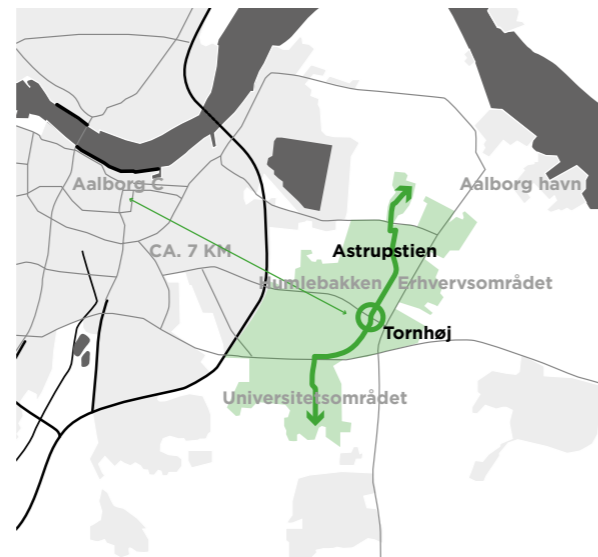 Aalborg C
Aalborg havn
CA. 7 KM
Astrupstien
Humlebakken
Erhvervsområdet
Tornhøj
Universitetsområdet